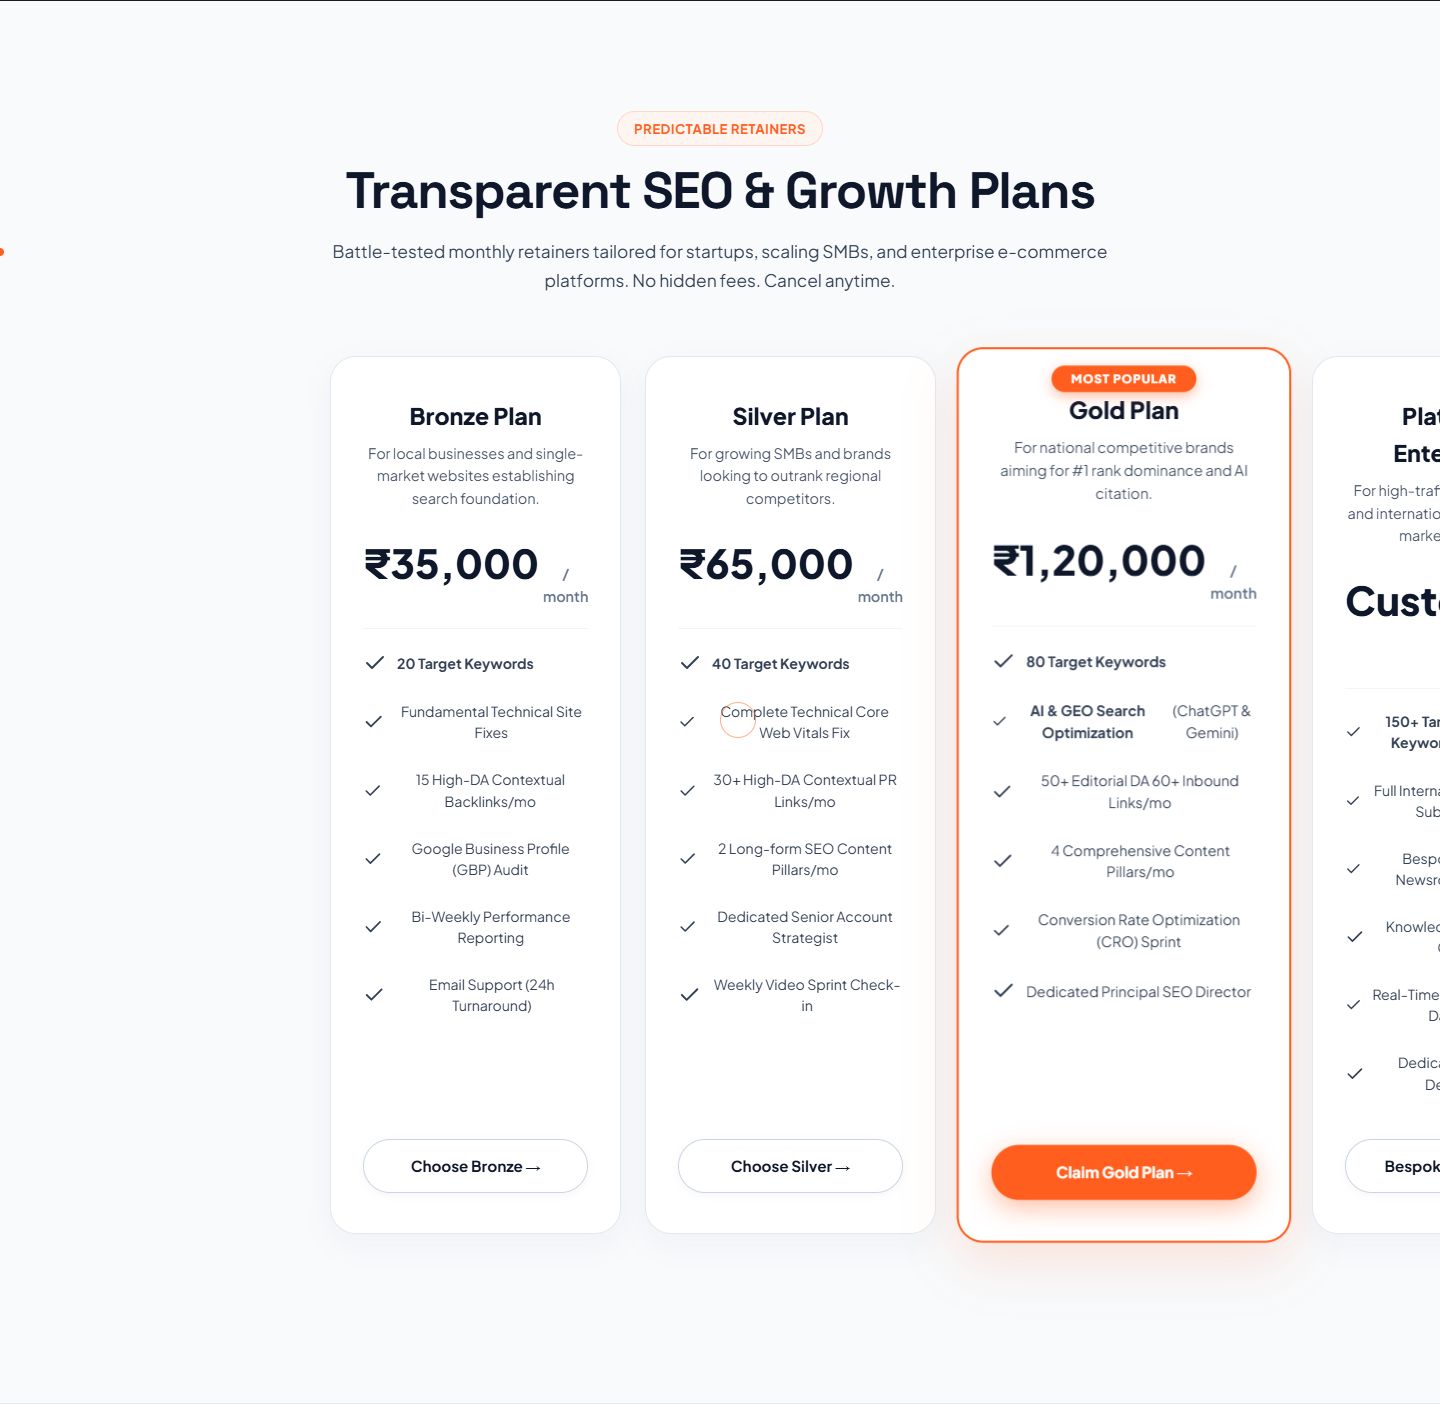 PREDICTABLE RETAINERS
Transparent SEO & Growth Plans
Battle-tested monthly retainers tailored for startups, scaling SMBs, and enterprise e-commerce
platforms. No hidden fees. Cancel anytime.
Bronze Plan
For local businesses and single-
market websites establishing
search foundation.
₹35,000 /
month
20 Target Keywords
Fundamental Technical Site
Fixes
15 High-DA Contextual
Backlinks/mo
Google Business Profile
(GBP) Audit
Bi-Weekly Performance
Reporting
Email Support (24h
Turnaround)
Choose Bronze →
Silver Plan
For growing SMBs and brands
looking to outrank regional
competitors.
₹65,000 /
month
40 Target Keywords
Complete Technical Core
Web Vitals Fix
30+ High-DA Contextual PR
Links/mo
2 Long-form SEO Content
Pillars/mo
Dedicated Senior Account
Strategist
Weekly Video Sprint Check-
in
Choose Silver →
MOST POPULAR
Gold Plan
For national competitive brands
aiming for #1 rank dominance and AI
citation.
₹1,20,000 /
month
80 Target Keywords
AI & GEO Search (ChatGPT &
Optimization Gemini)
50+ Editorial DA 60+ Inbound
Links/mo
4 Comprehensive Content
Pillars/mo
Conversion Rate Optimization
(CRO) Sprint
Dedicated Principal SEO Director
Claim Gold Plan →
For
and
150+
Full
Real-Time